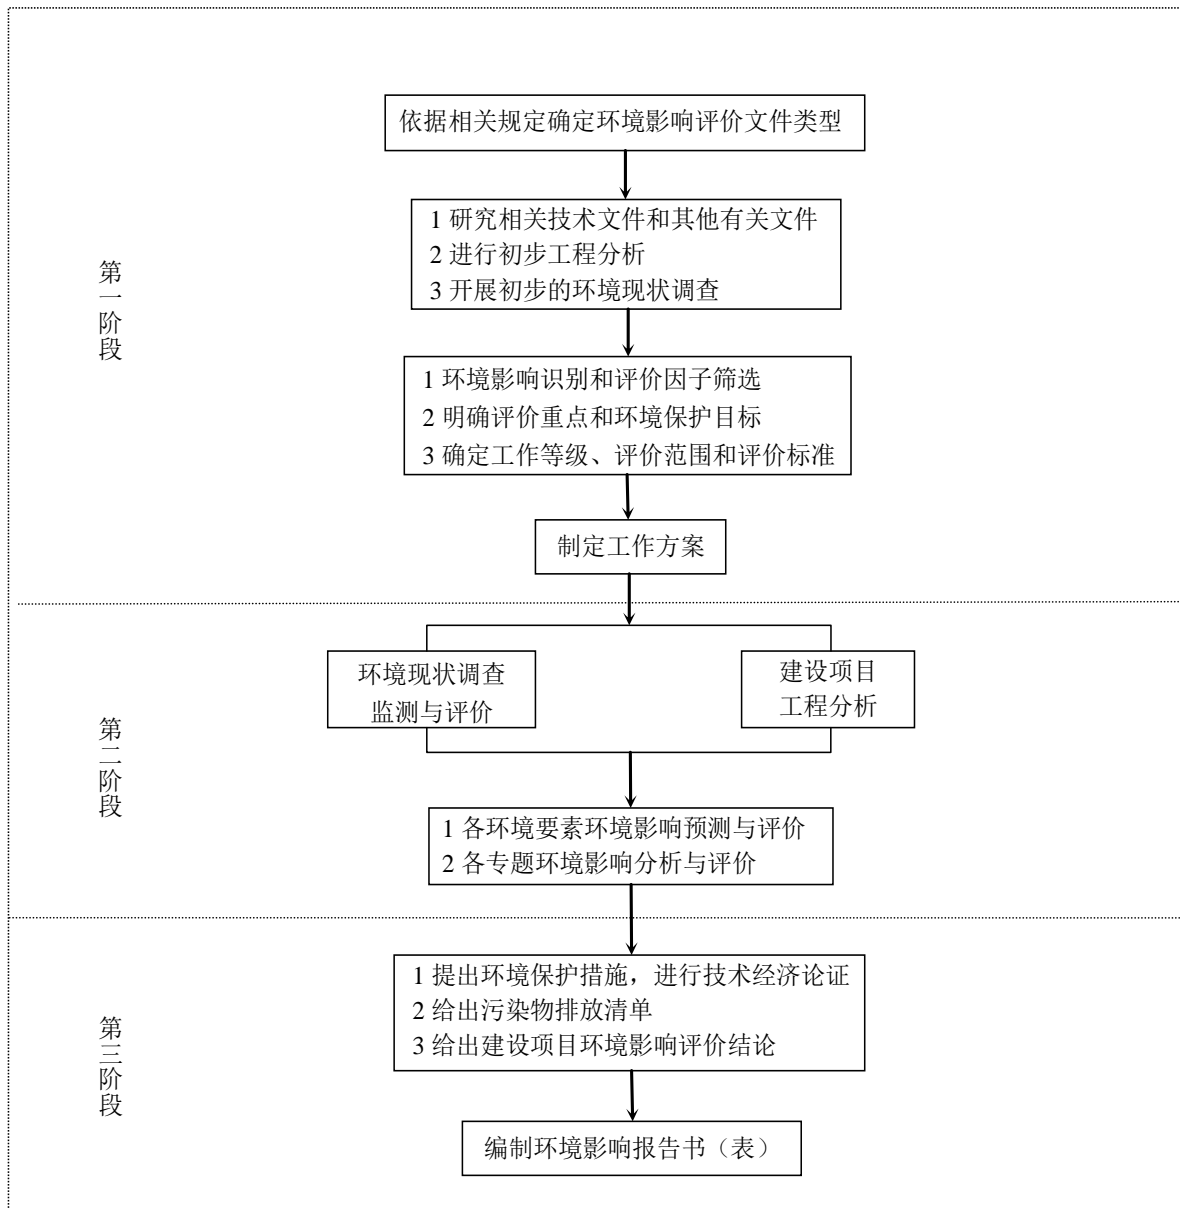 依据相关规定确定环境影响评价文件类型
1 研究相关技术文件和其他有关文件
2 进行初步工程分析
3 开展初步的环境现状调查
第一阶段
1 环境影响识别和评价因子筛选
2 明确评价重点和环境保护目标
3 确定工作等级、评价范围和评价标准
制定工作方案
环境现状调查
监测与评价
建设项目
工程分析
第二阶段
1 各环境要素环境影响预测与评价
2 各专题环境影响分析与评价
1 提出环境保护措施，进行技术经济论证
2 给出污染物排放清单
3 给出建设项目环境影响评价结论
第三阶段
编制环境影响报告书（表）